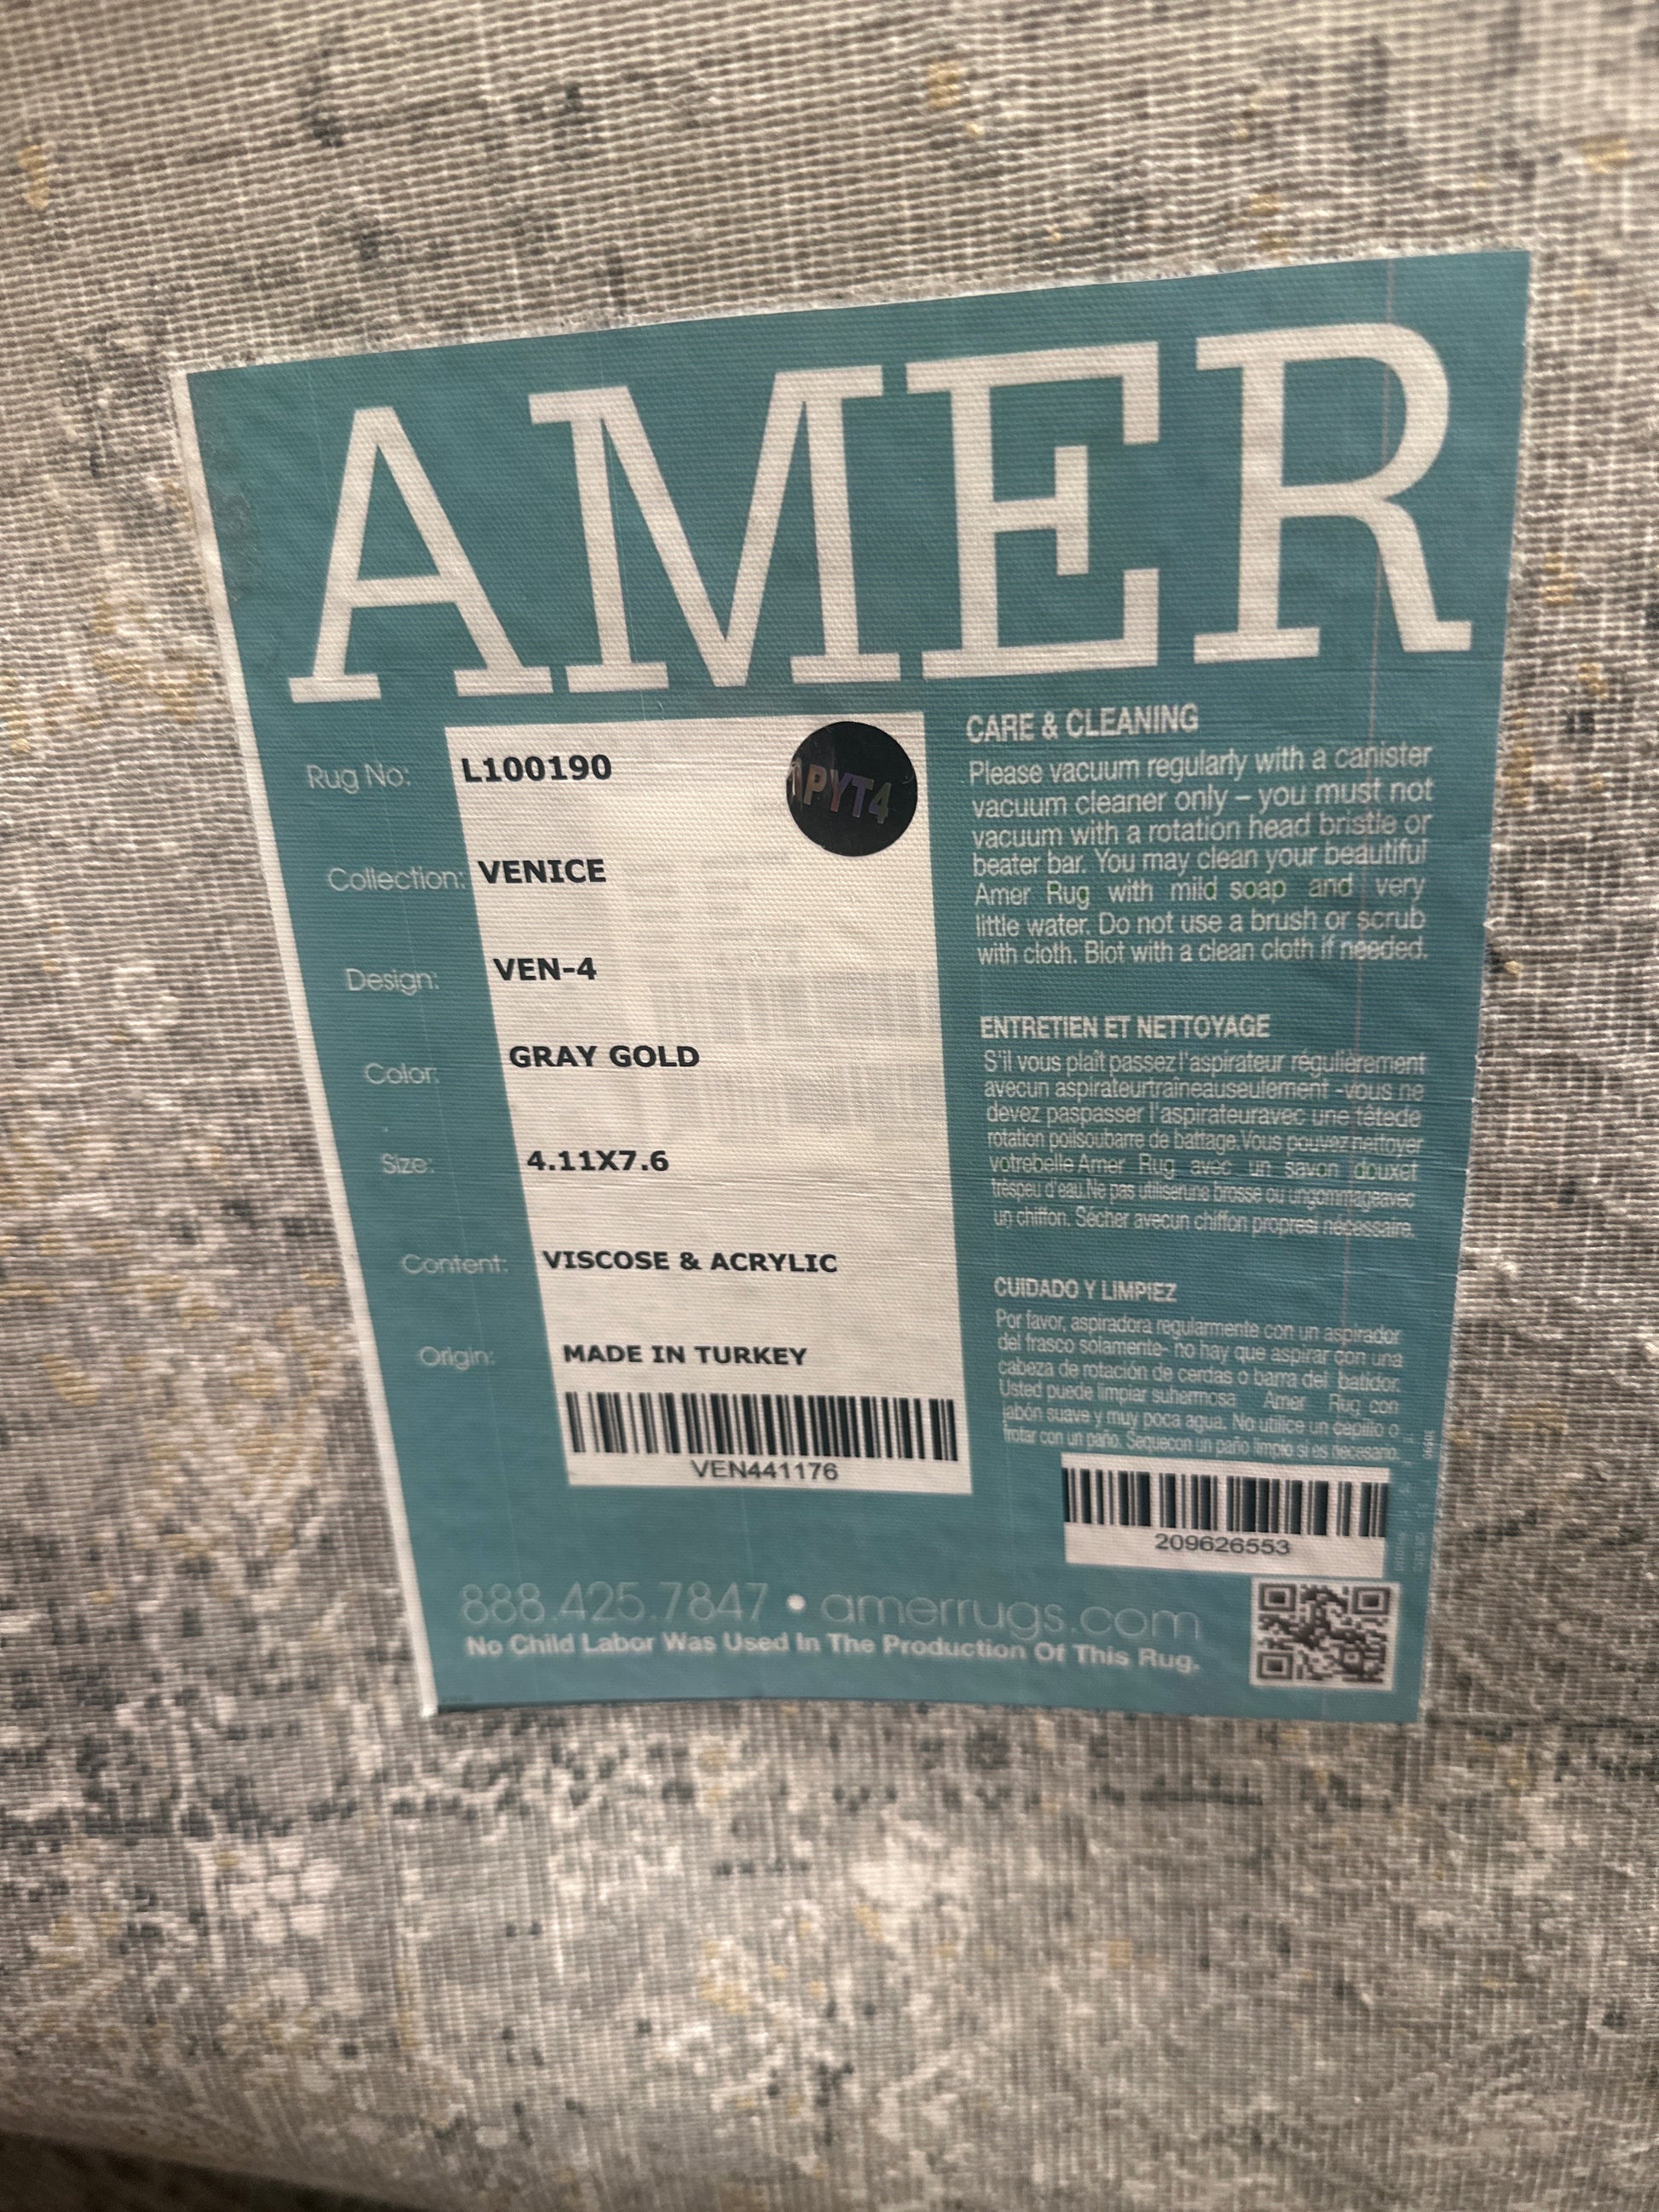 AMER
Rug No: L100190
PYT4
Collection: VENICE
Design: VEN-4
Color: GRAY GOLD
Size: 4.11X7.6
Content: VISCOSE & ACRYLIC
Origin: MADE IN TURKEY
VEN441176
CARE & CLEANING
Please vacuum regularly with a canister
vacuum cleaner only – you must not
vacuum with a rotation head bristle or
beater bar. You may clean your beautiful
Amer Rug with mild soap and very
little water. Do not use a brush or scrub
with cloth. Blot with a clean cloth if needed.
ENTRETIEN ET NETTOYAGE
S'il vous plaît passez l'aspirateur régulièrement
avecun aspirateurtraîneauseulement -vous ne
devez paspasser l'aspirateuravec une têtede
rotation poilsoubarre de battage.Vous pouvez nettoyer
votrebelle Amer Rug avec un savon douxet
trèspeu d'eau.Ne pas utiliserune brosse ou ungommageavec
un chiffon. Sécher avecun chiffon propresi nécessaire.
CUIDADO Y LIMPIEZ
Por favor, aspiradora regularmente con un aspirador
del frasco solamente- no hay que aspirar con una
cabeza de rotación de cerdas o barra del batidor.
Usted puede limpiar suhermosa Amer Rug con
jabón suave y muy poca agua. No utilice un cepillo o
frotar con un paño. Sequecon un paño limpio si es necesario.
209626553
888.425.7847 • amerrugs.com
No Child Labor Was Used In The Production Of This Rug.